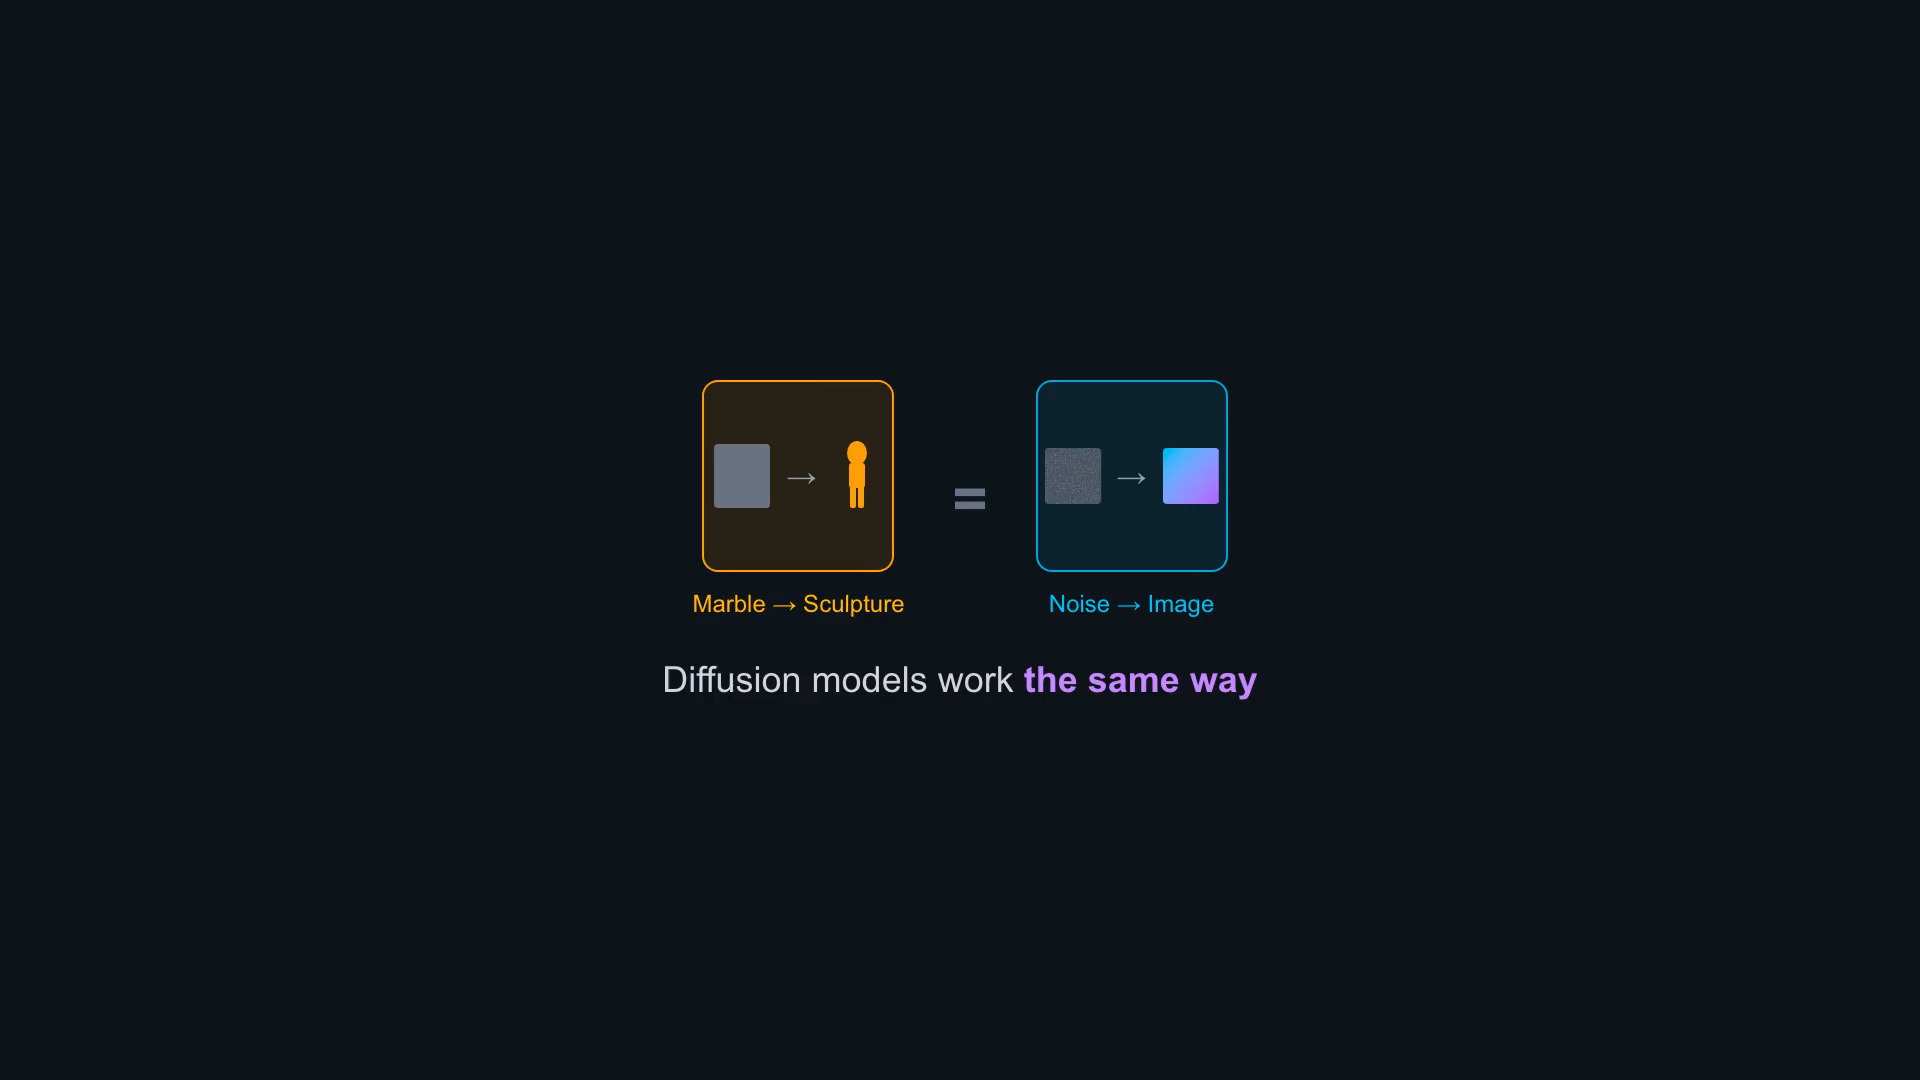 →
=
→
Marble → Sculpture
Noise → Image
Diffusion models work the same way